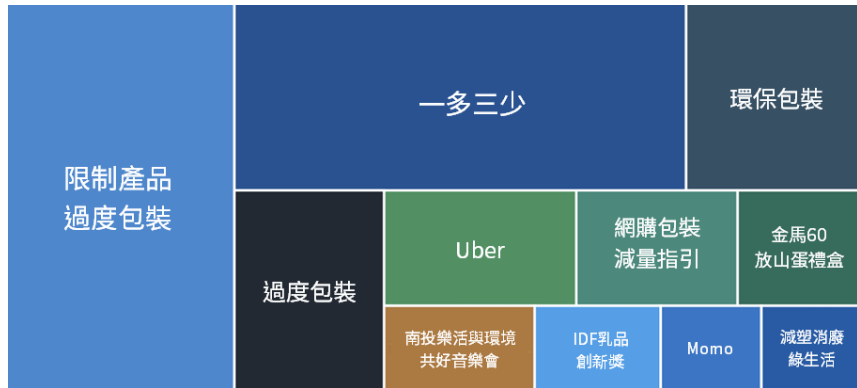 限制產品
過度包裝
一多三少
環保包裝
過度包裝
Uber
網購包裝
減量指引
金馬60
放山蛋禮盒
南投樂活與環境
共好音樂會
IDF乳品
創新獎
Momo
減塑消廢
綠生活